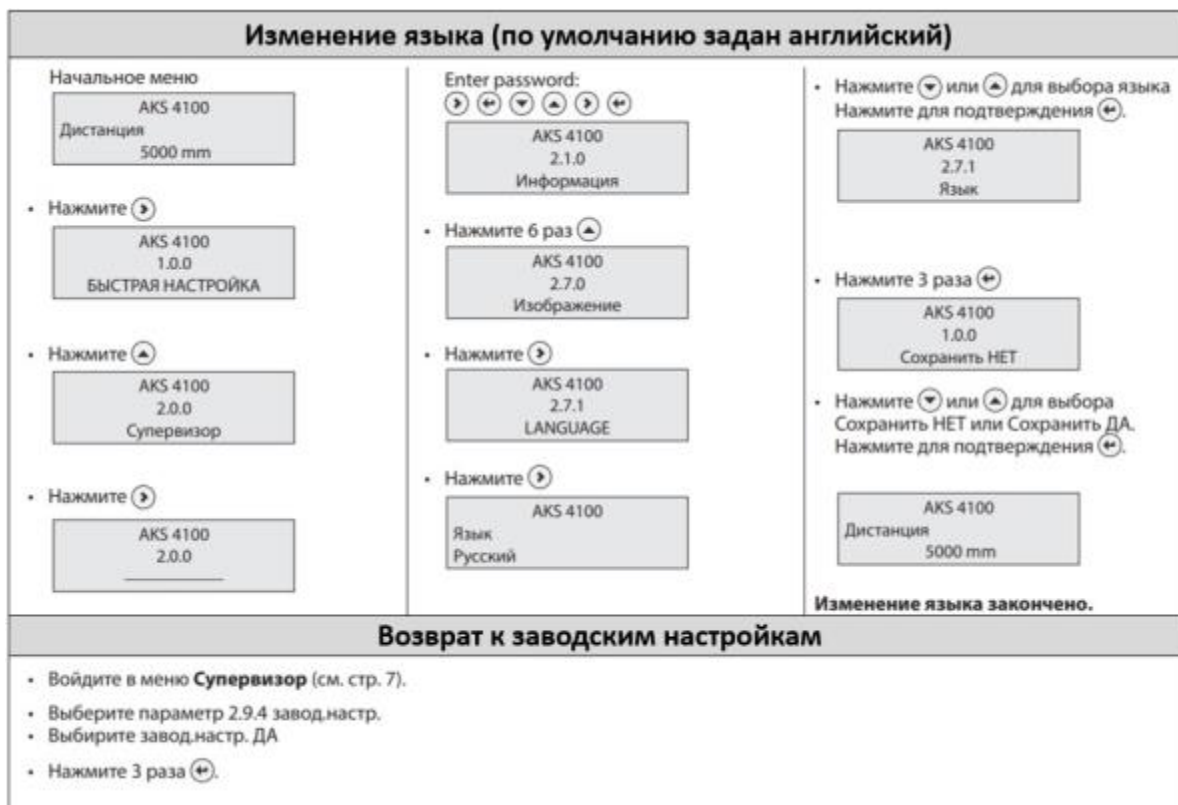 Изменение языка (по умолчанию задан английский)
Начальное меню
AKS 4100
Дистанция
5000 mm
• Нажмите
AKS 4100
1.0.0
БЫСТРАЯ НАСТРОЙКА
• Нажмите
AKS 4100
2.0.0
Супервизор
• Нажмите
AKS 4100
2.0.0
Enter password:
AKS 4100
2.1.0
Информация
• Нажмите 6 раз
AKS 4100
2.7.0
Изображение
• Нажмите
AKS 4100
2.7.1
LANGUAGE
• Нажмите
AKS 4100
Язык
Русский
• Нажмите или для выбора языка
Нажмите для подтверждения .
AKS 4100
2.7.1
Язык
• Нажмите 3 раза
AKS 4100
1.0.0
Сохранить НЕТ
• Нажмите или для выбора
Сохранить НЕТ или Сохранить ДА.
Нажмите для подтверждения .
AKS 4100
Дистанция
5000 mm
Изменение языка закончено.
Возврат к заводским настройкам
• Войдите в меню Супервизор (см. стр. 7).
• Выберите параметр 2.9.4 завод.настр.
• Выбирите завод.настр. ДА
• Нажмите 3 раза .